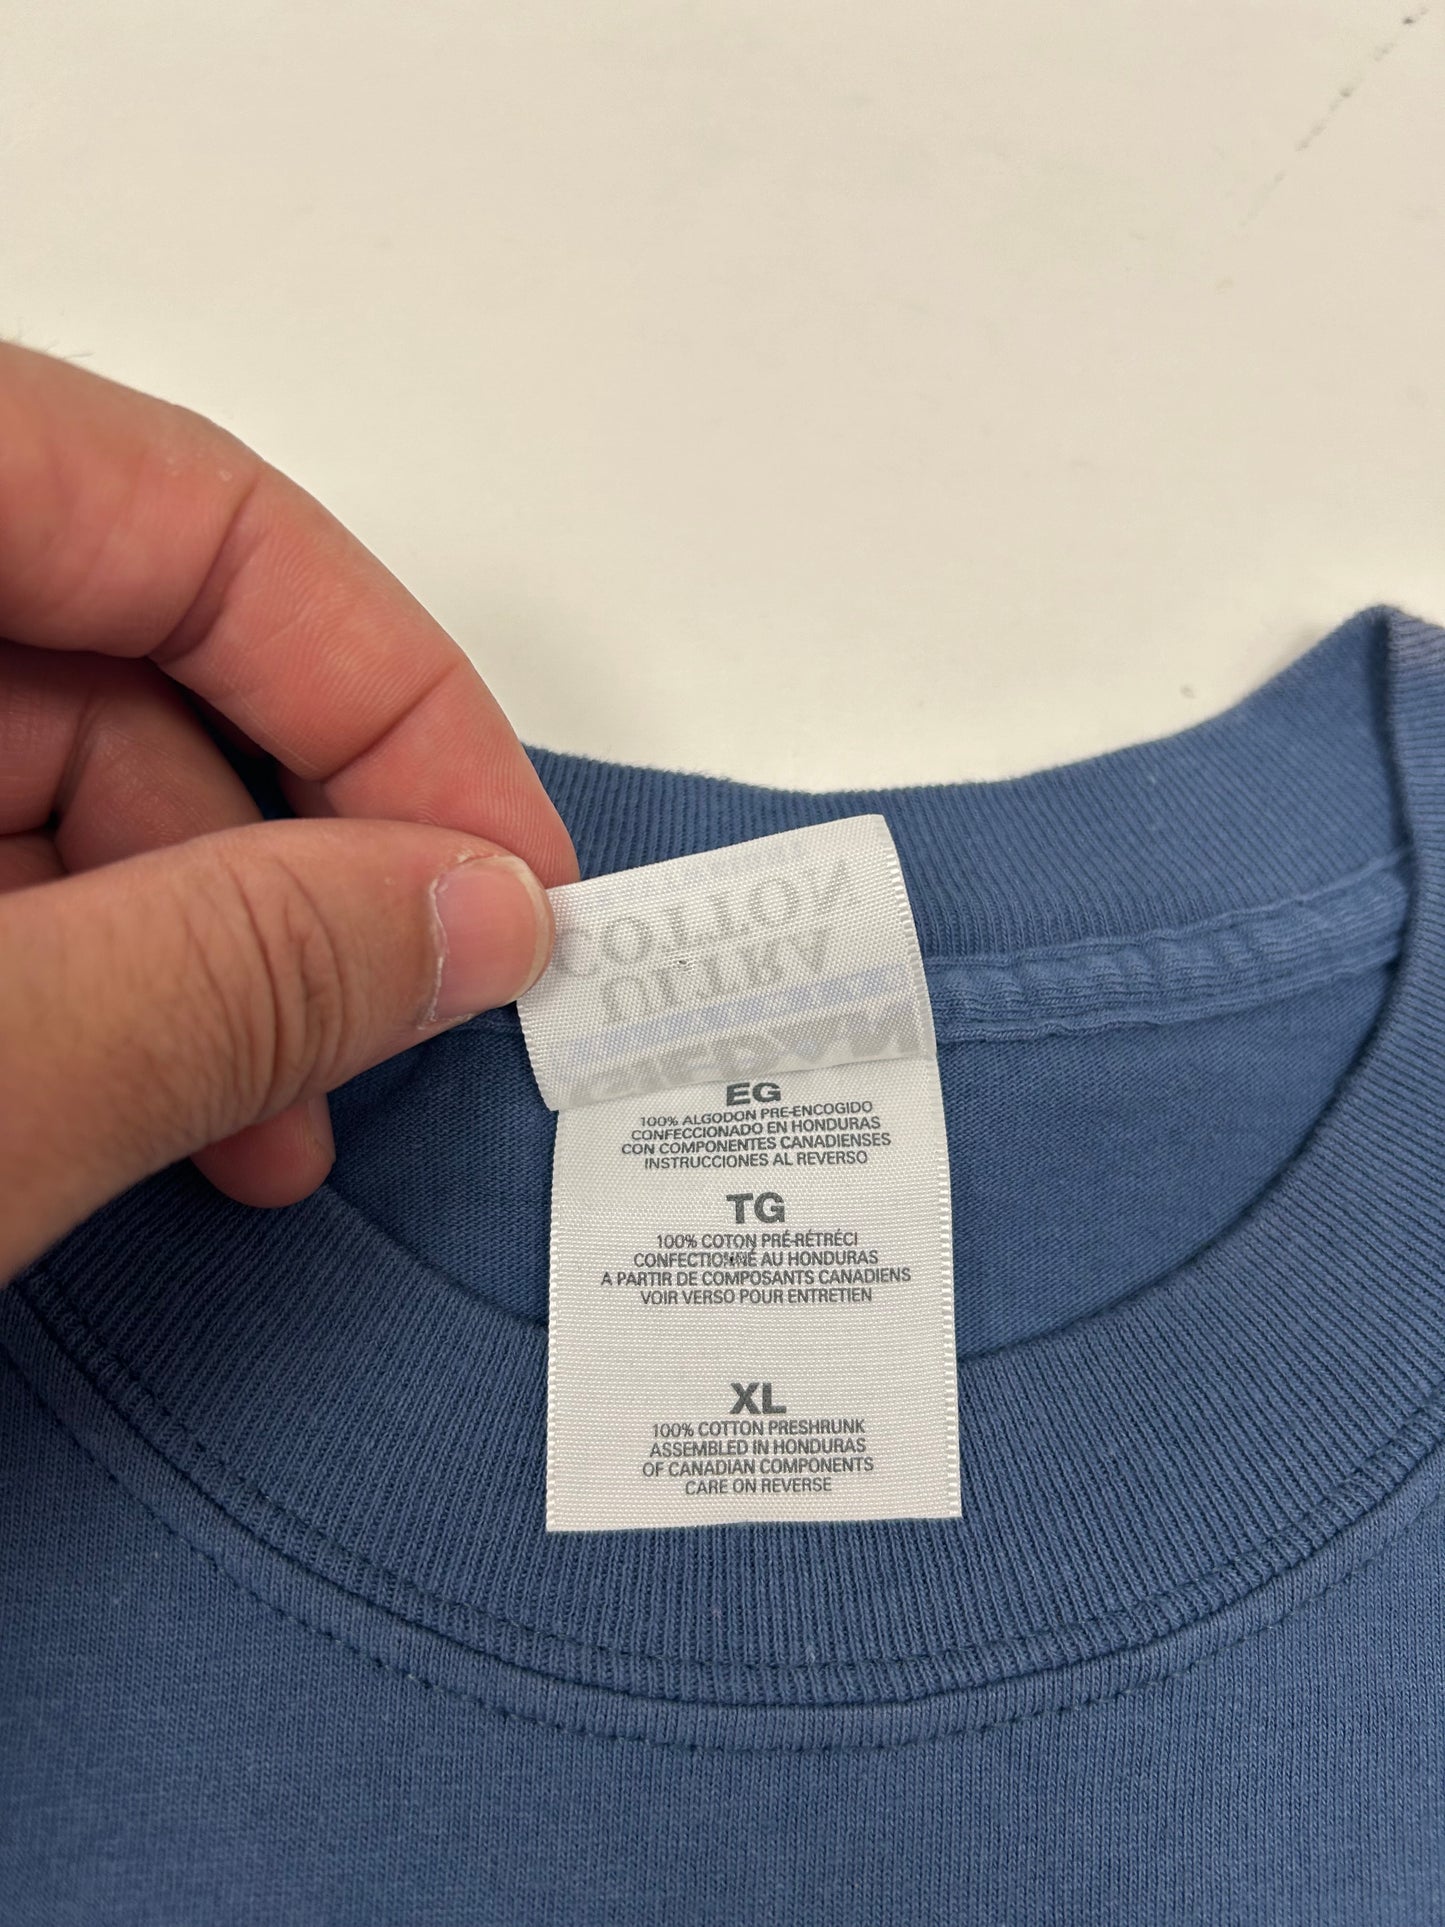 COTTON
ULTRA
EG
100% ALGODON PRE-ENCOGIDO
CONFECCIONADO EN HONDURAS
CON COMPONENTES CANADIENSES
INSTRUCCIONES AL REVERSO
TG
100% COTON PRÉ-RÉTRÉCI
CONFECTIONNÉ AU HONDURAS
A PARTIR DE COMPOSANTS CANADIENS
VOIR VERSO POUR ENTRETIEN
XL
100% COTTON PRESHRUNK
ASSEMBLED IN HONDURAS
OF CANADIAN COMPONENTS
CARE ON REVERSE